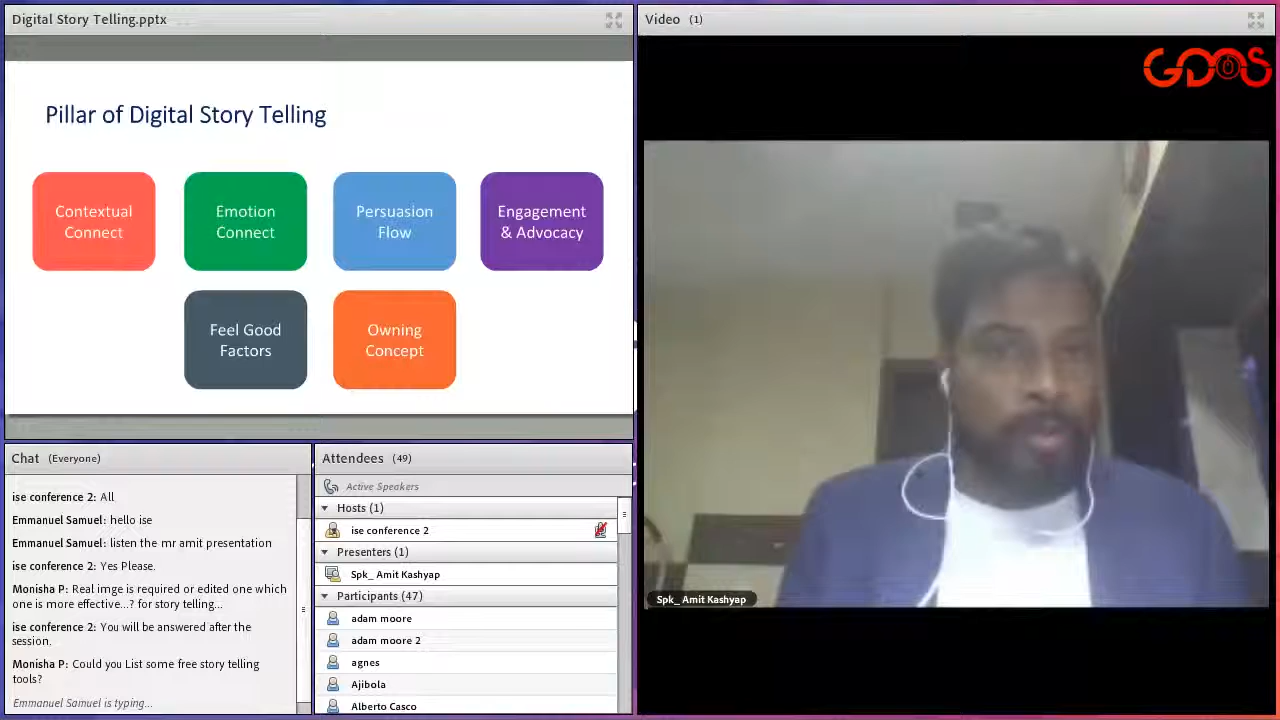 Digital Story Telling.pptx
Pillar of Digital Story Telling
Contextual
Connect
Emotion
Connect
Persuasion
Flow
Engagement
& Advocacy
Feel Good
Factors
Owning
Concept
Chat (Everyone)
ise conference 2: All
Emmanuel Samuel: hello ise
Emmanuel Samuel: listen the mr amit presentation
ise conference 2: Yes Please.
Monisha P: Real imge is required or edited one which
one is more effective...? for story telling...
ise conference 2: You will be answered after the
session.
Monisha P: Could you List some free story telling
tools?
Emmanuel Samuel is typing...
Attendees (49)
Active Speakers
Hosts (1)
ise conference 2
Presenters (1)
Spk_ Amit Kashyap
Participants (47)
adam moore
adam moore 2
agnes
Ajibola
Alberto Casco
Video (1)
GDOS
Spk_ Amit Kashyap